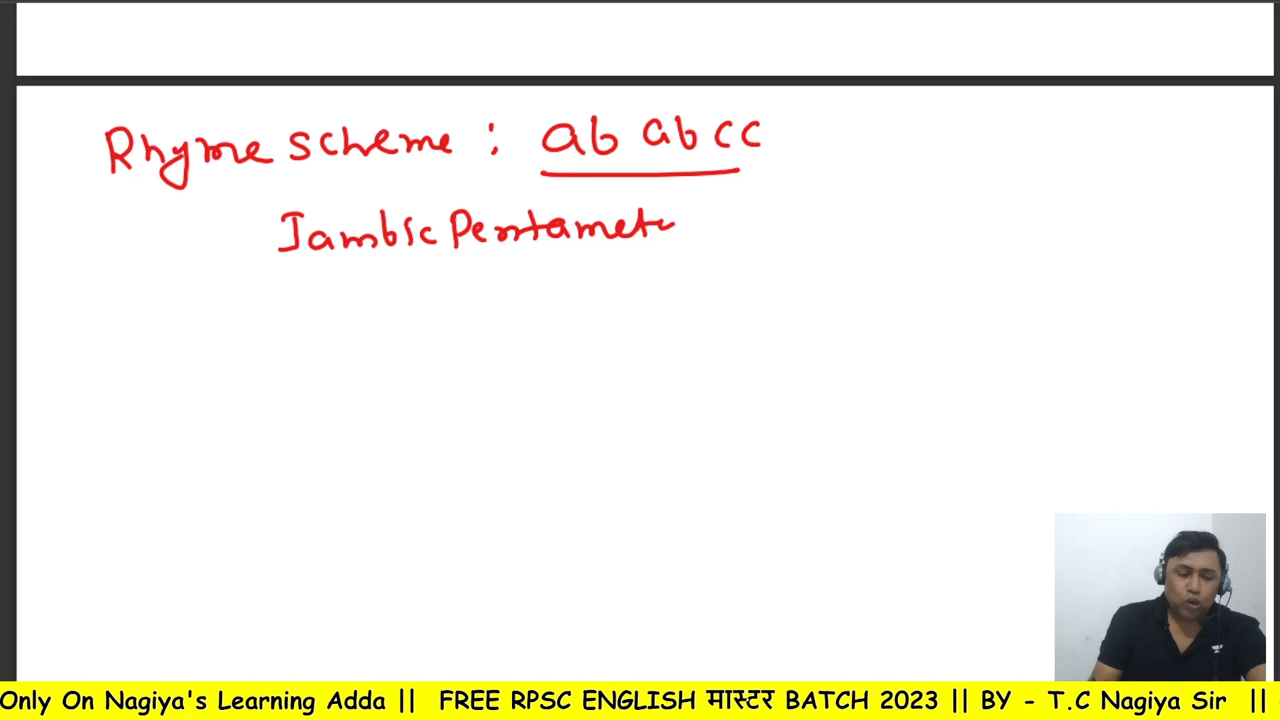 Rhyme scheme : ab ab cc
Iambic Pentamete
Only On Nagiya's Learning Adda || FREE RPSC ENGLISH मास्टर BATCH 2023 || BY - T.C Nagiya Sir ||